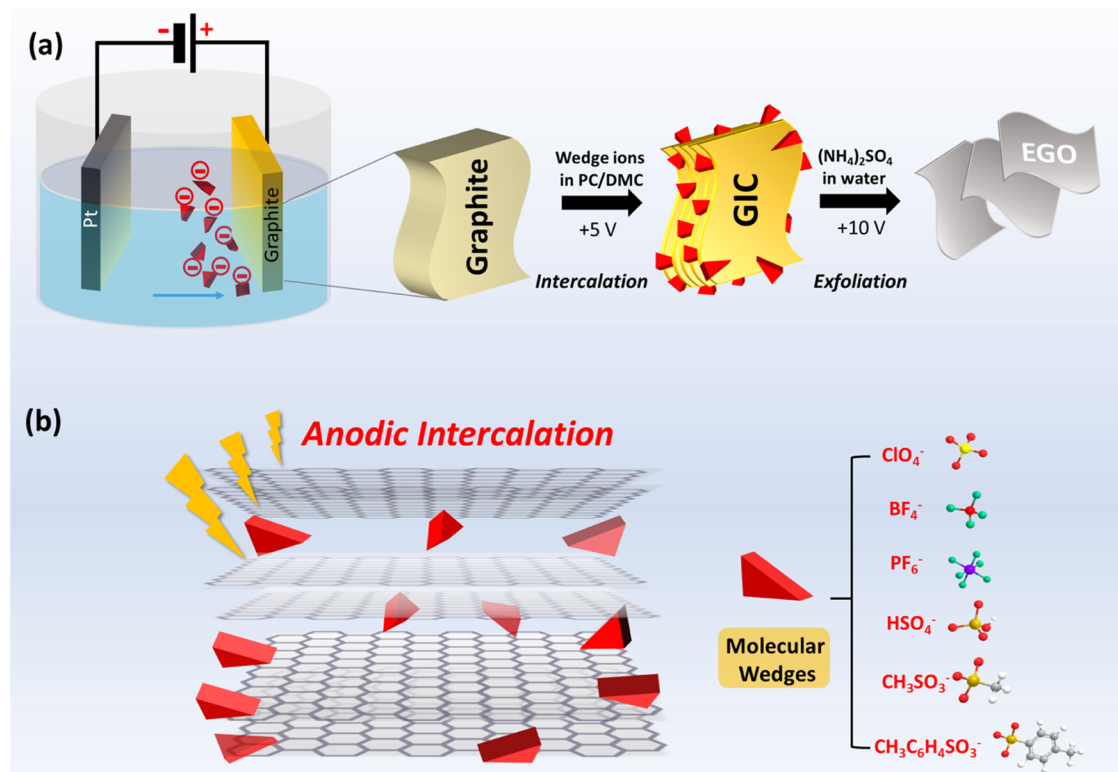 (a)
- +
Pt
Graphite
Graphite
Wedge ions
in PC/DMC
+5 V
Intercalation
GIC
(NH₄)₂SO₄
in water
+10 V
Exfoliation
EGO
(b)
Anodic Intercalation
Molecular
Wedges
ClO₄⁻
BF₄⁻
PF₆⁻
HSO₄⁻
CH₃SO₃⁻
CH₃C₆H₄SO₃⁻